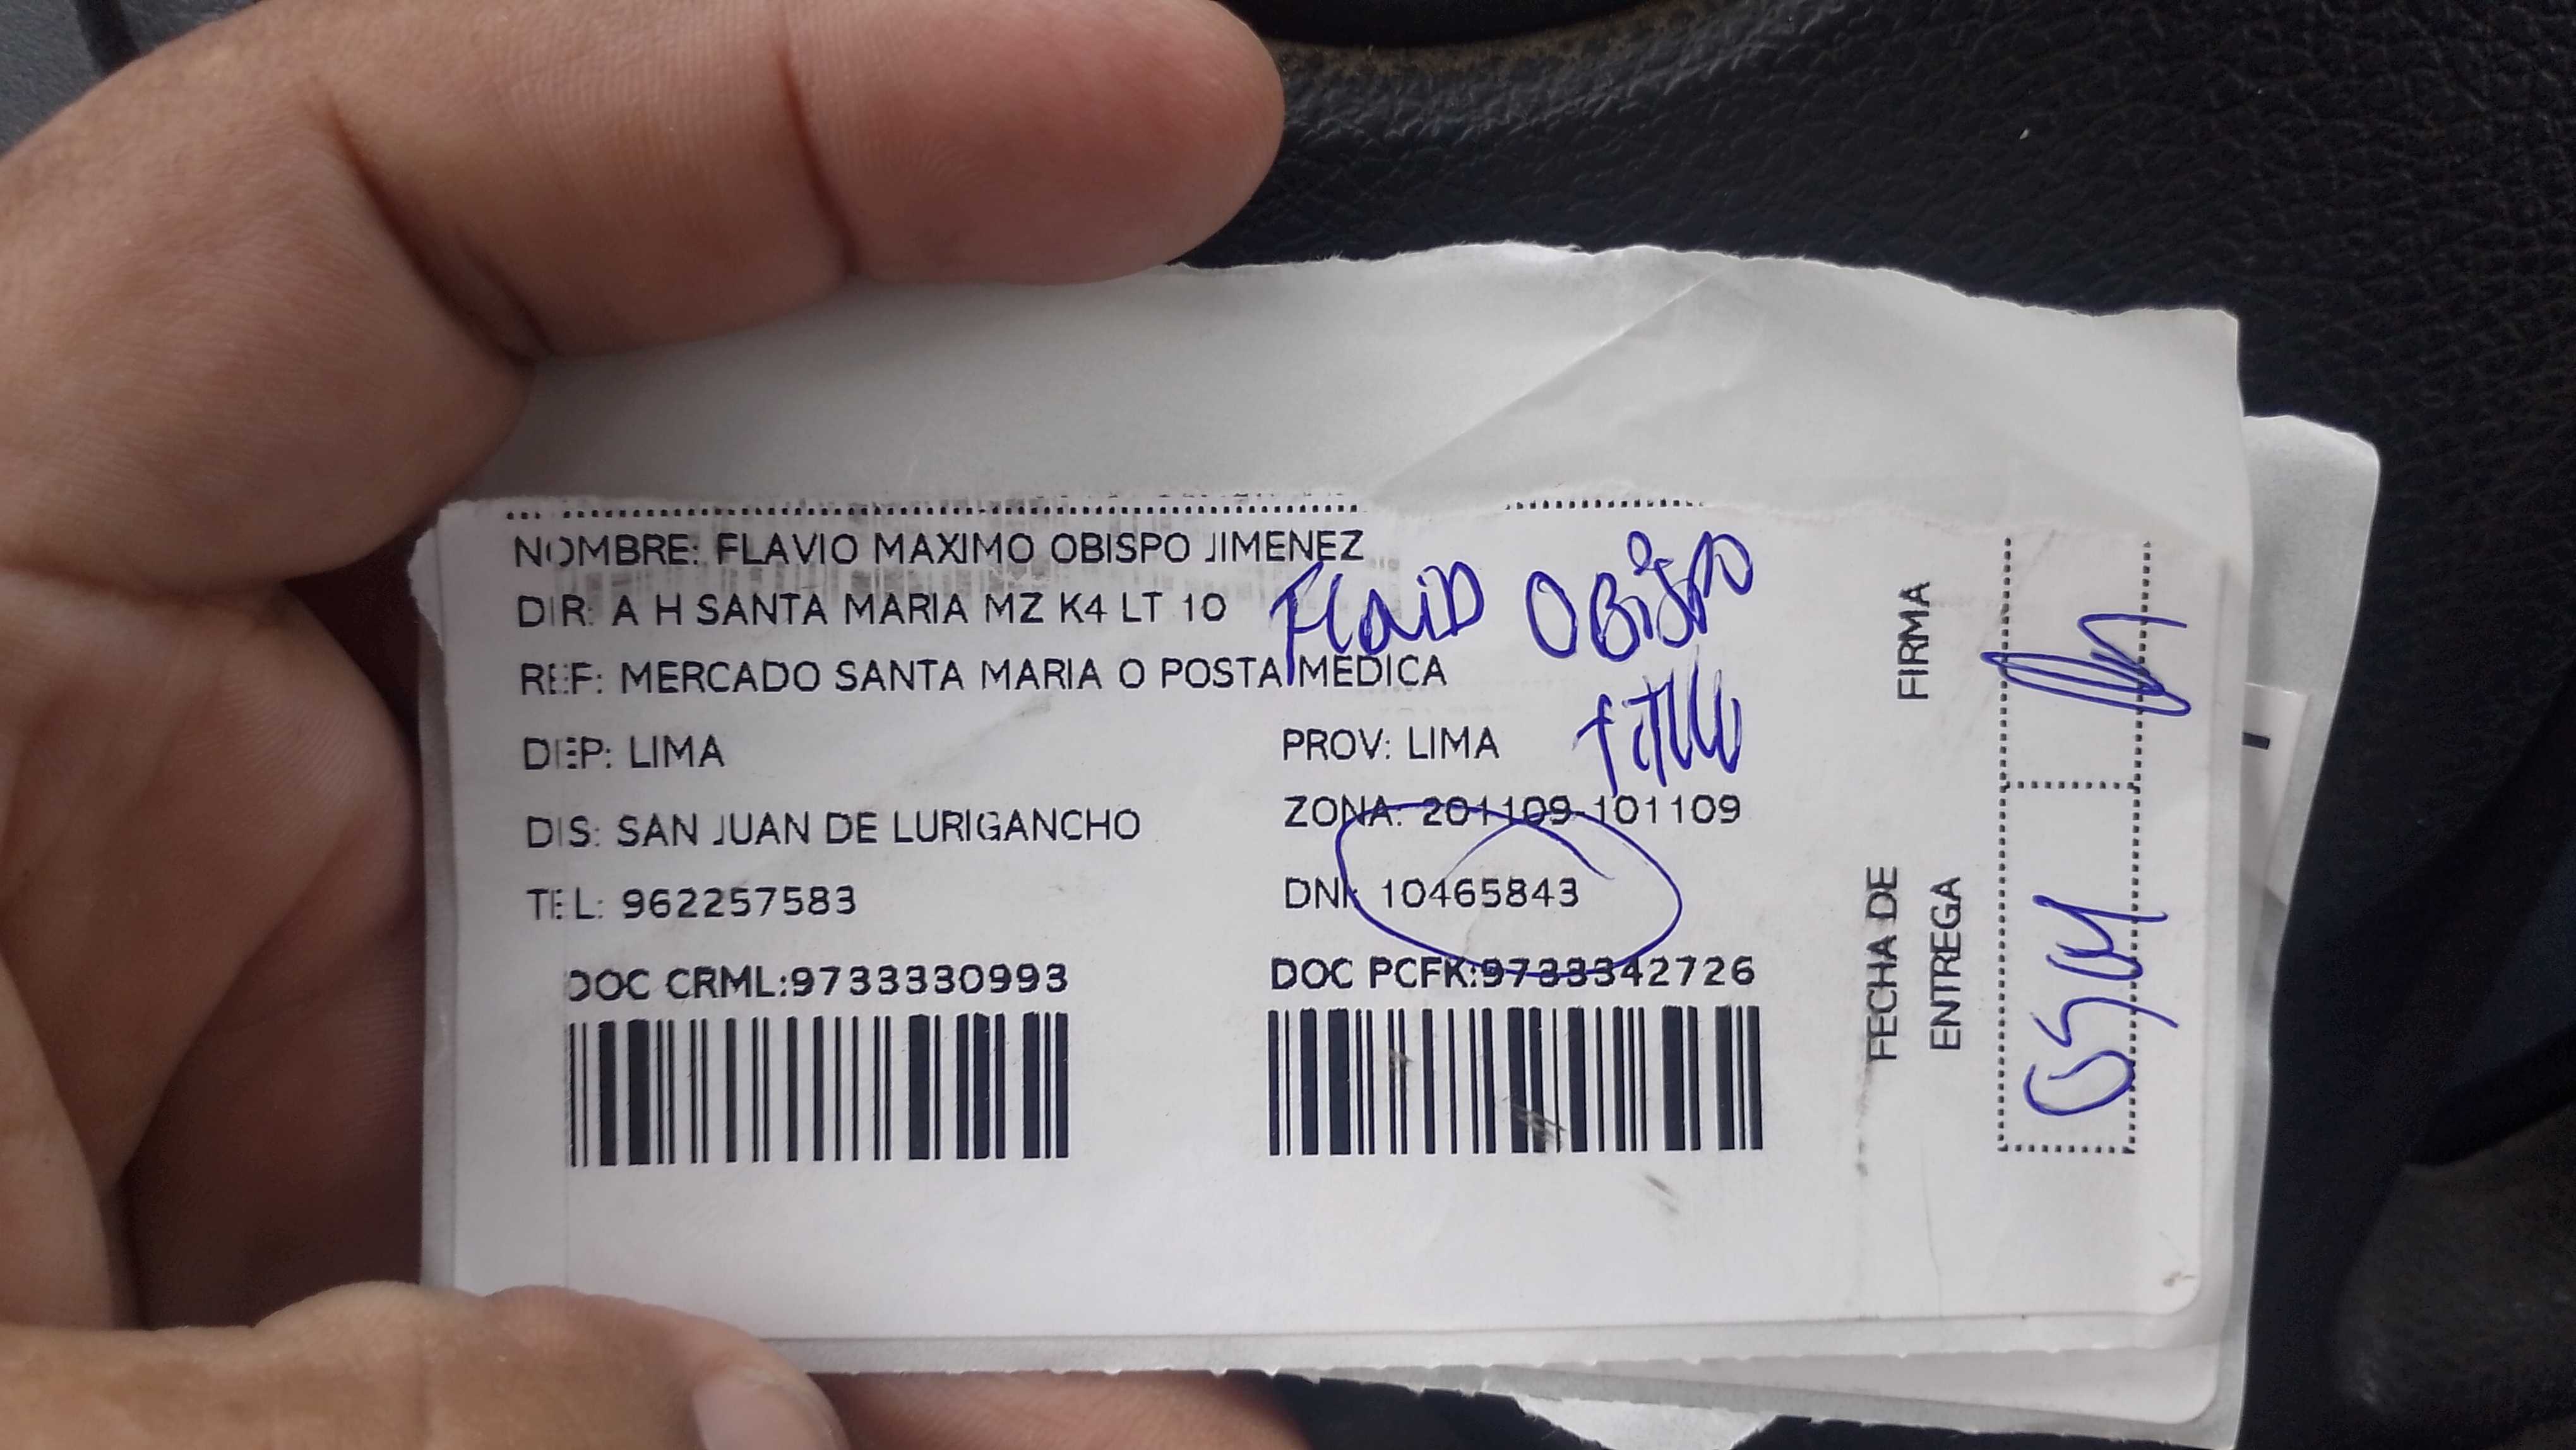 NOMBRE: FLAVIO MAXIMO OBISPO JIMENEZ
DIR: A H SANTA MARIA MZ K4 LT 10
Obispo
REF: MERCADO SANTA MARIA O POSTA MEDICA
DEP: LIMA
PROV: LIMA
DIS: SAN JUAN DE LURIGANCHO
ZONA: 201109-101109
TEL: 962257583
DNI: 10465843
DOC CRML:9733330993
DOC PCFK:9733342726
FIRMA
FECHA DE
ENTREGA